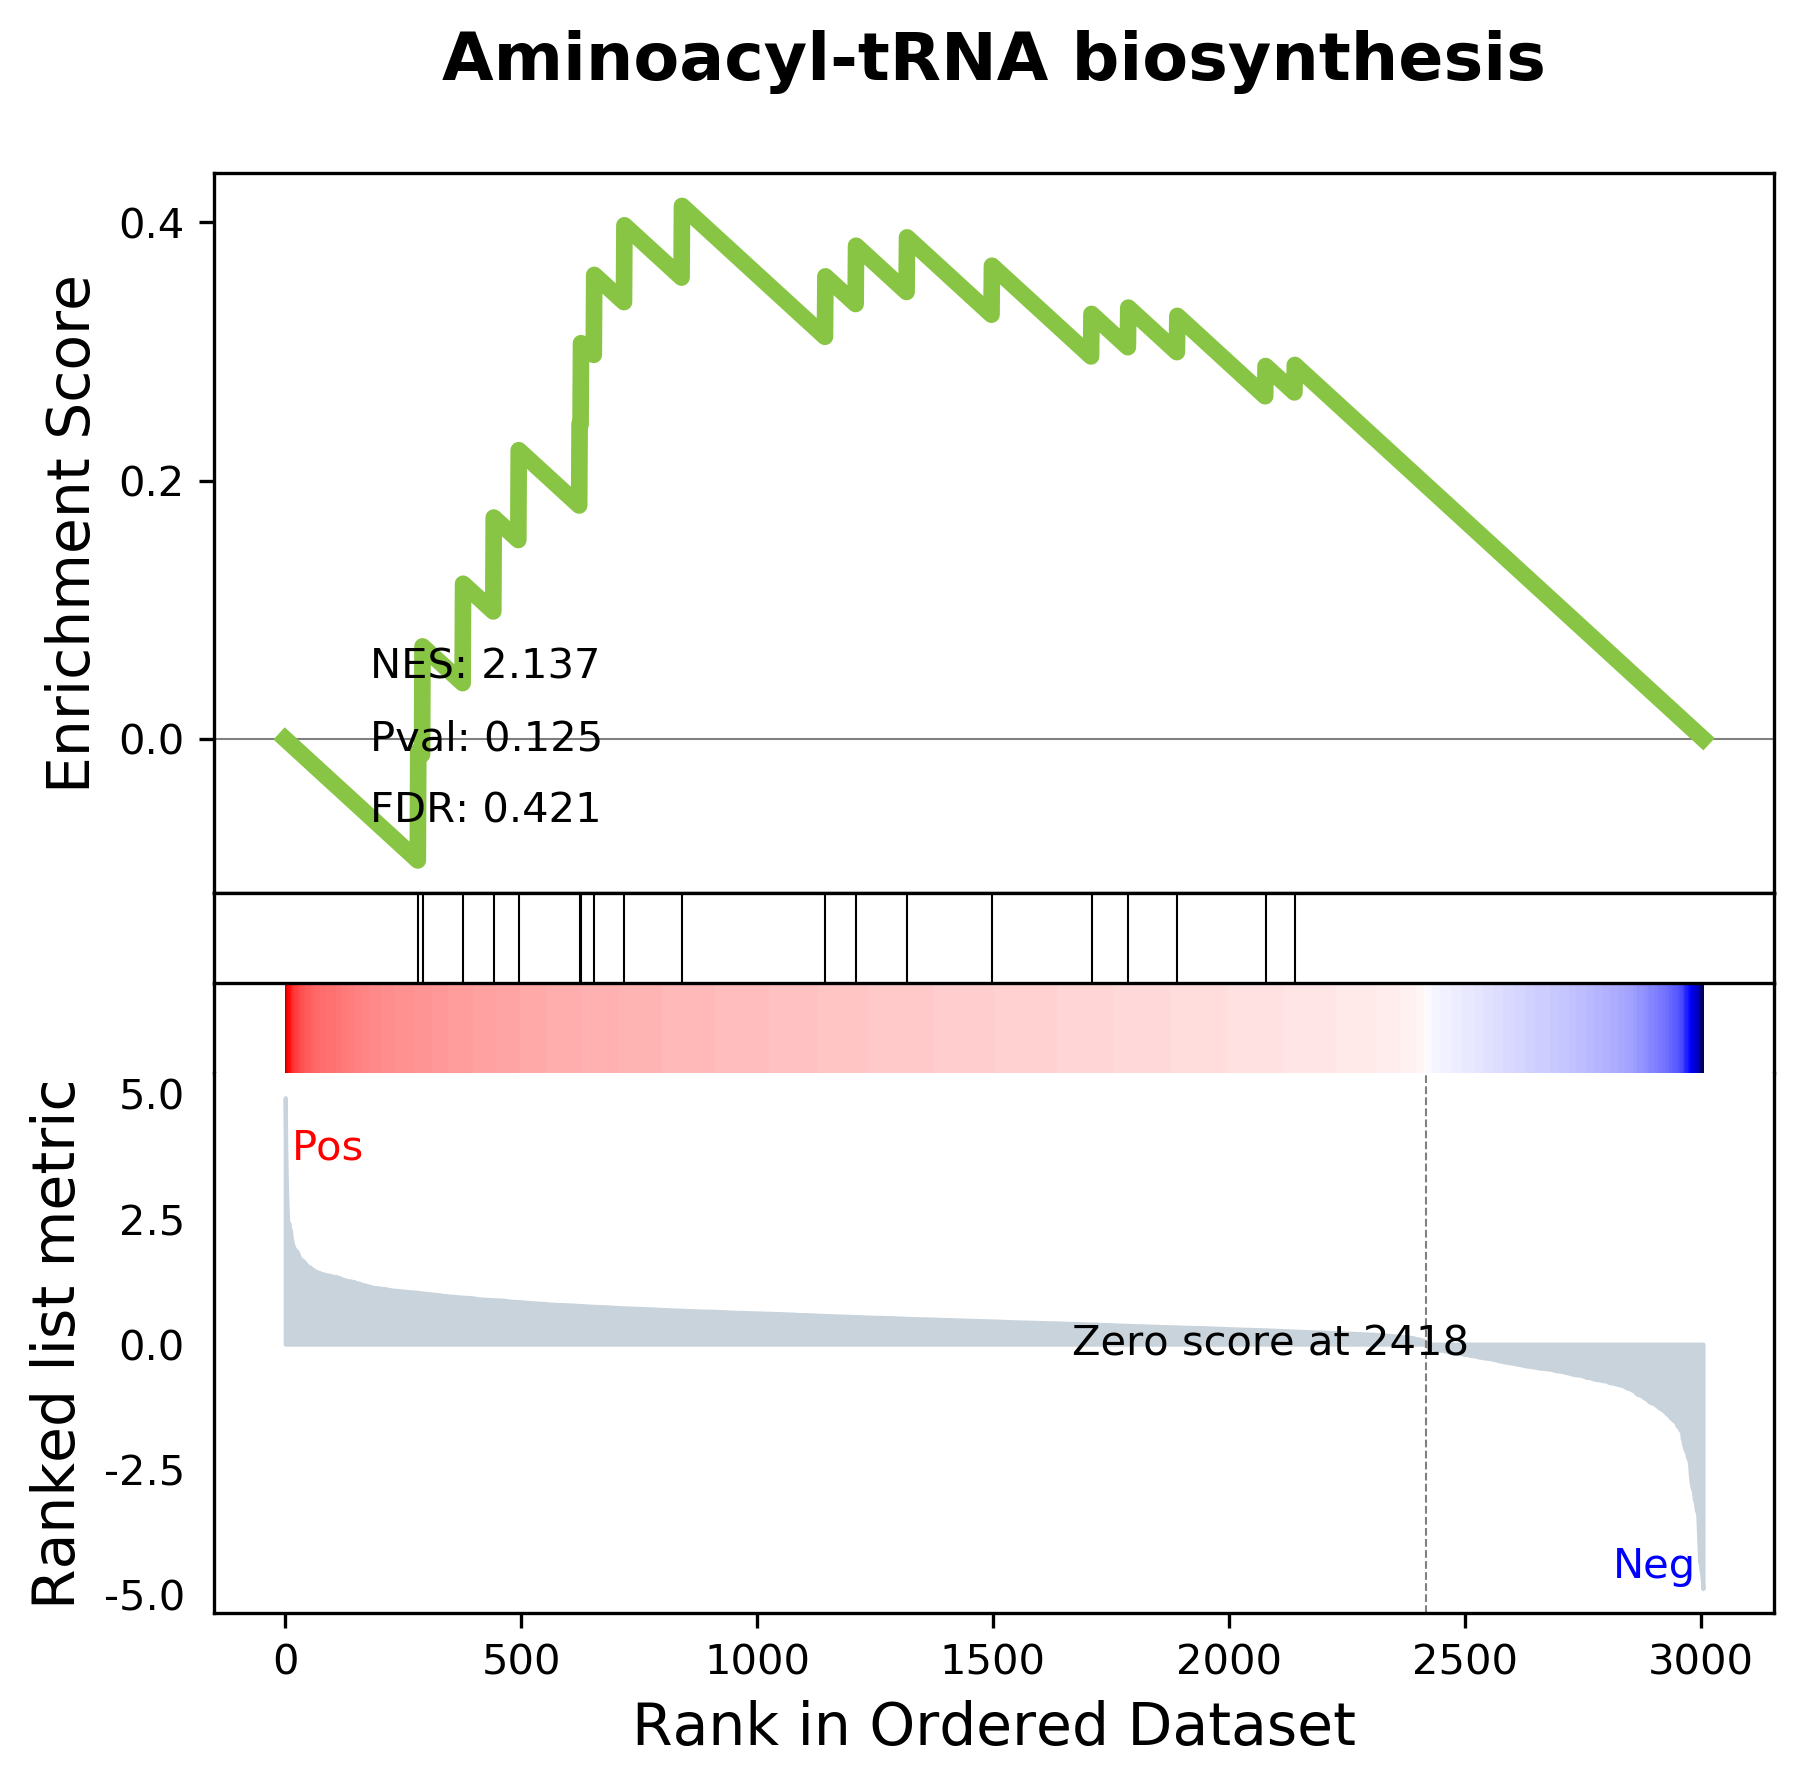 Aminoacyl-tRNA biosynthesis
Enrichment Score
0.4
0.2
0.0
NES: 2.137
Pval: 0.125
FDR: 0.421
Ranked list metric
5.0
2.5
0.0
-2.5
-5.0
Pos
Zero score at 2418
Neg
0 500 1000 1500 2000 2500 3000
Rank in Ordered Dataset